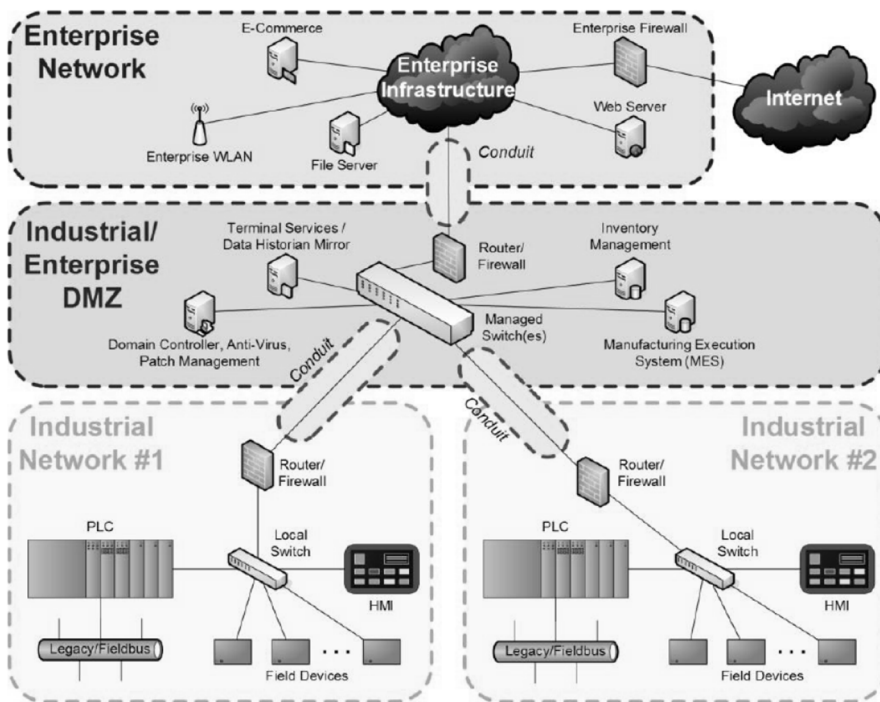 Enterprise
Network
E-Commerce
Enterprise WLAN
File Server
Enterprise
Infrastructure
Enterprise Firewall
Web Server
Internet
Conduit
Industrial/
Enterprise
DMZ
Terminal Services /
Data Historian Mirror
Router/
Firewall
Inventory
Management
Domain Controller, Anti-Virus,
Patch Management
Managed
Switch(es)
Manufacturing Execution
System (MES)
Conduit
Conduit
Industrial
Network #1
Router/
Firewall
PLC
Local
Switch
HMI
Legacy/Fieldbus
Field Devices
Industrial
Network #2
Router/
Firewall
PLC
Local
Switch
HMI
Legacy/Fieldbus
Field Devices